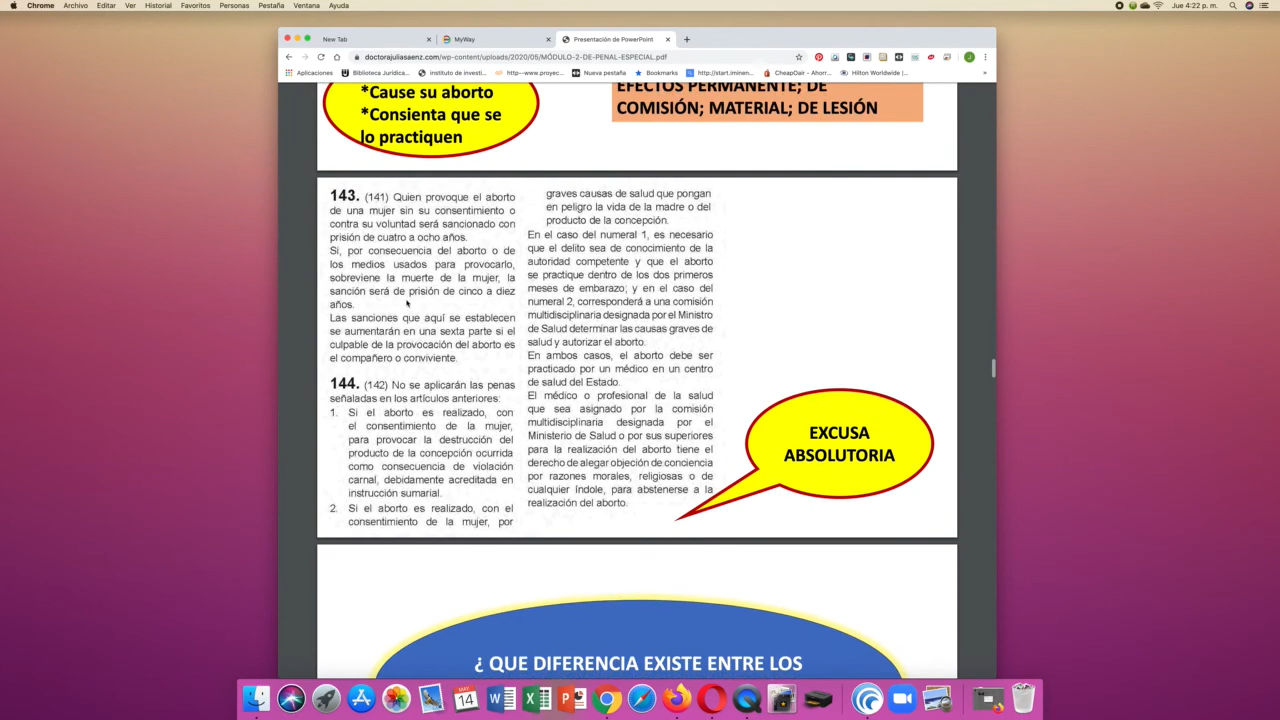 Chrome Archivo Editar Ver Historial Favoritos Personas Pestaña Ventana Ayuda
Jue 4:22 p. m.
New Tab
MyWay
Presentación de PowerPoint
doctorajuliasaenz.com/wp-content/uploads/2020/05/MÓDULO-2-DE-PENAL-ESPECIAL.pdf
Aplicaciones
Biblioteca Jurídica...
instituto de investi...
http--www.proyec...
Nueva pestaña
Bookmarks
http://start.iminen...
CheapOair - Ahorr...
Hilton Worldwide |...
*Cause su aborto
*Consienta que se
lo practiquen
EFECTOS PERMANENTE; DE
COMISIÓN; MATERIAL; DE LESIÓN
143. (141) Quien provoque el aborto
de una mujer sin su consentimiento o
contra su voluntad será sancionado con
prisión de cuatro a ocho años.
Si, por consecuencia del aborto o de
los medios usados para provocarlo,
sobreviene la muerte de la mujer, la
sanción será de prisión de cinco a diez
años.
Las sanciones que aquí se establecen
se aumentarán en una sexta parte si el
culpable de la provocación del aborto es
el compañero o conviviente.
144. (142) No se aplicarán las penas
señaladas en los artículos anteriores:
1. Si el aborto es realizado, con
el consentimiento de la mujer,
para provocar la destrucción del
producto de la concepción ocurrida
como consecuencia de violación
carnal, debidamente acreditada en
instrucción sumarial.
2. Si el aborto es realizado, con el
consentimiento de la mujer, por
graves causas de salud que pongan
en peligro la vida de la madre o del
producto de la concepción.
En el caso del numeral 1, es necesario
que el delito sea de conocimiento de la
autoridad competente y que el aborto
se practique dentro de los dos primeros
meses de embarazo; y en el caso del
numeral 2, corresponderá a una comisión
multidisciplinaria designada por el Ministro
de Salud determinar las causas graves de
salud y autorizar el aborto.
En ambos casos, el aborto debe ser
practicado por un médico en un centro
de salud del Estado.
El médico o profesional de la salud
que sea asignado por la comisión
multidisciplinaria designada por el
Ministerio de Salud o por sus superiores
para la realización del aborto tiene el
derecho de alegar objeción de conciencia
por razones morales, religiosas o de
cualquier índole, para abstenerse a la
realización del aborto.
EXCUSA
ABSOLUTORIA
¿ QUE DIFERENCIA EXISTE ENTRE LOS
MAY
14